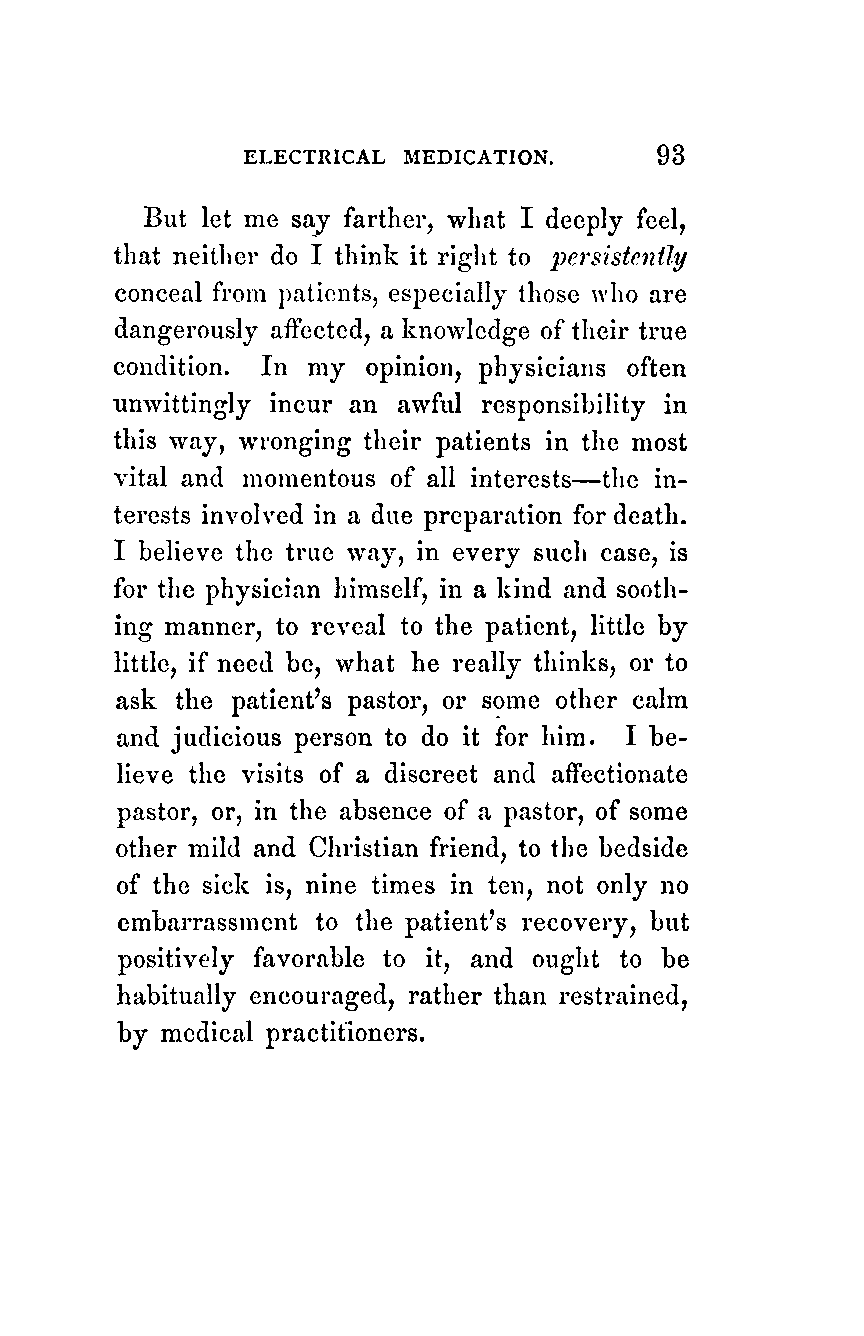 ELECTRICAL MEDICATION. 93
But let me say farther, what I deeply feel,
that neither do I think it right to persistently
conceal from patients, especially those who are
dangerously affected, a knowledge of their true
condition. In my opinion, physicians often
unwittingly incur an awful responsibility in
this way, wronging their patients in the most
vital and momentous of all interests—the in-
terests involved in a due preparation for death.
I believe the true way, in every such case, is
for the physician himself, in a kind and sooth-
ing manner, to reveal to the patient, little by
little, if need be, what he really thinks, or to
ask the patient's pastor, or some other calm
and judicious person to do it for him. I be-
lieve the visits of a discreet and affectionate
pastor, or, in the absence of a pastor, of some
other mild and Christian friend, to the bedside
of the sick is, nine times in ten, not only no
embarrassment to the patient's recovery, but
positively favorable to it, and ought to be
habitually encouraged, rather than restrained,
by medical practitioners.